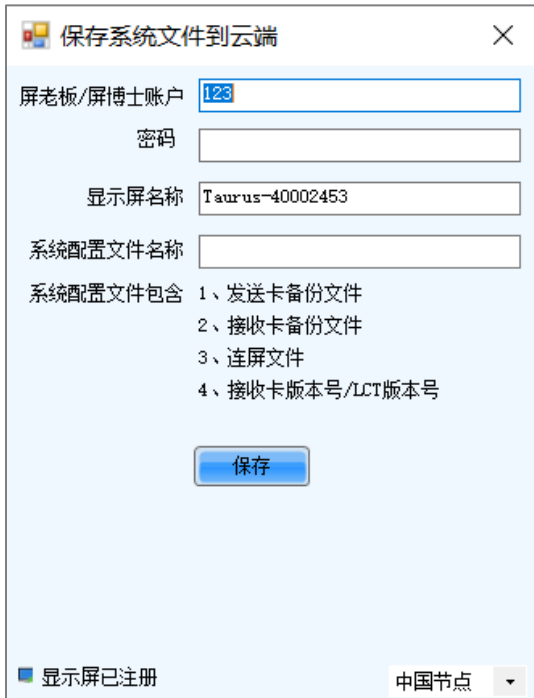 保存系统文件到云端
屏老板/屏博士账户 123
密码
显示屏名称 Taurus-40002453
系统配置文件名称
系统配置文件包含 1、发送卡备份文件
2、接收卡备份文件
3、连屏文件
4、接收卡版本号/LCT版本号
保存
显示屏已注册 中国节点